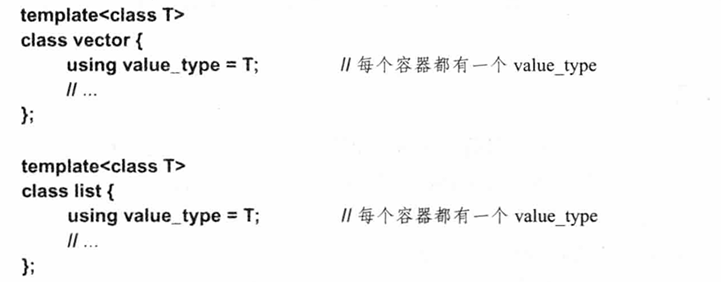 template<class T>
class vector {
using value_type = T; // 每个容器都有一个 value_type
// ...
};
template<class T>
class list {
using value_type = T; // 每个容器都有一个 value_type
// ...
};